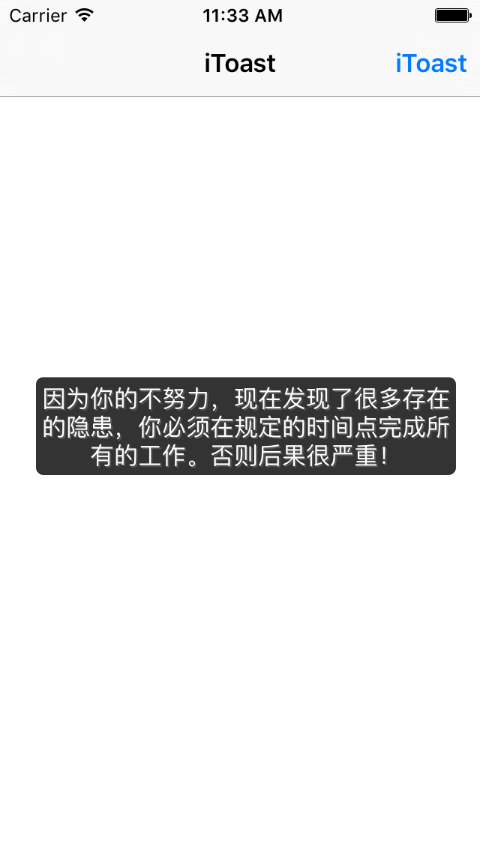 Carrier
11:33 AM
iToast
iToast
因为你的不努力，现在发现了很多存在
的隐患，你必须在规定的时间点完成所
有的工作。否则后果很严重！